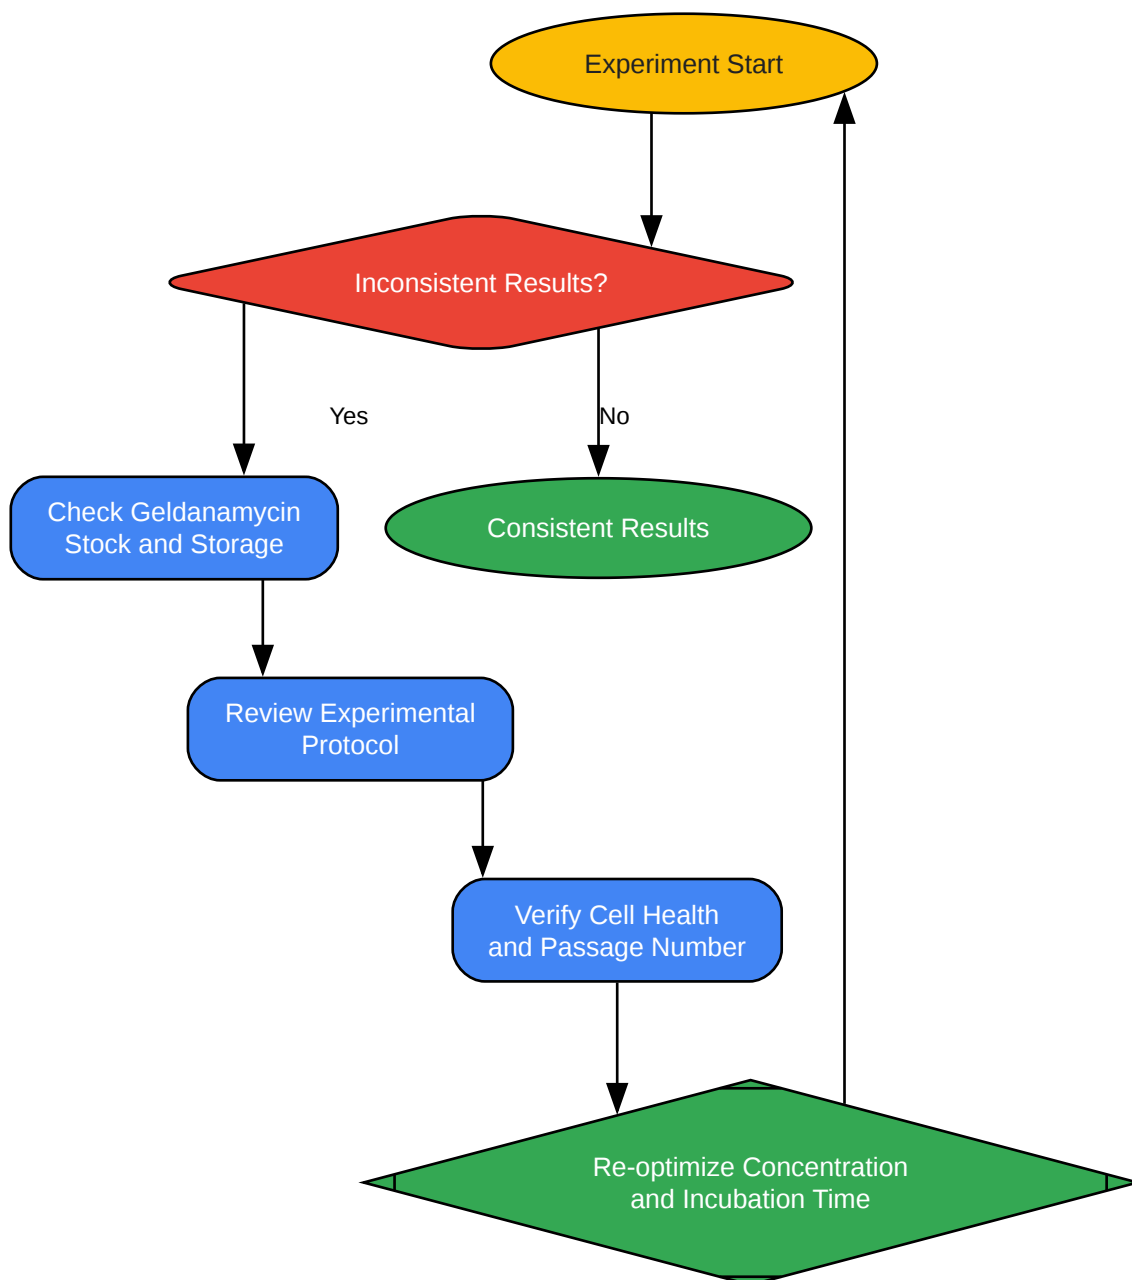 Experiment Start
Inconsistent Results?
Yes
No
Check Geldanamycin
Stock and Storage
Consistent Results
Review Experimental
Protocol
Verify Cell Health
and Passage Number
Re-optimize Concentration
and Incubation Time